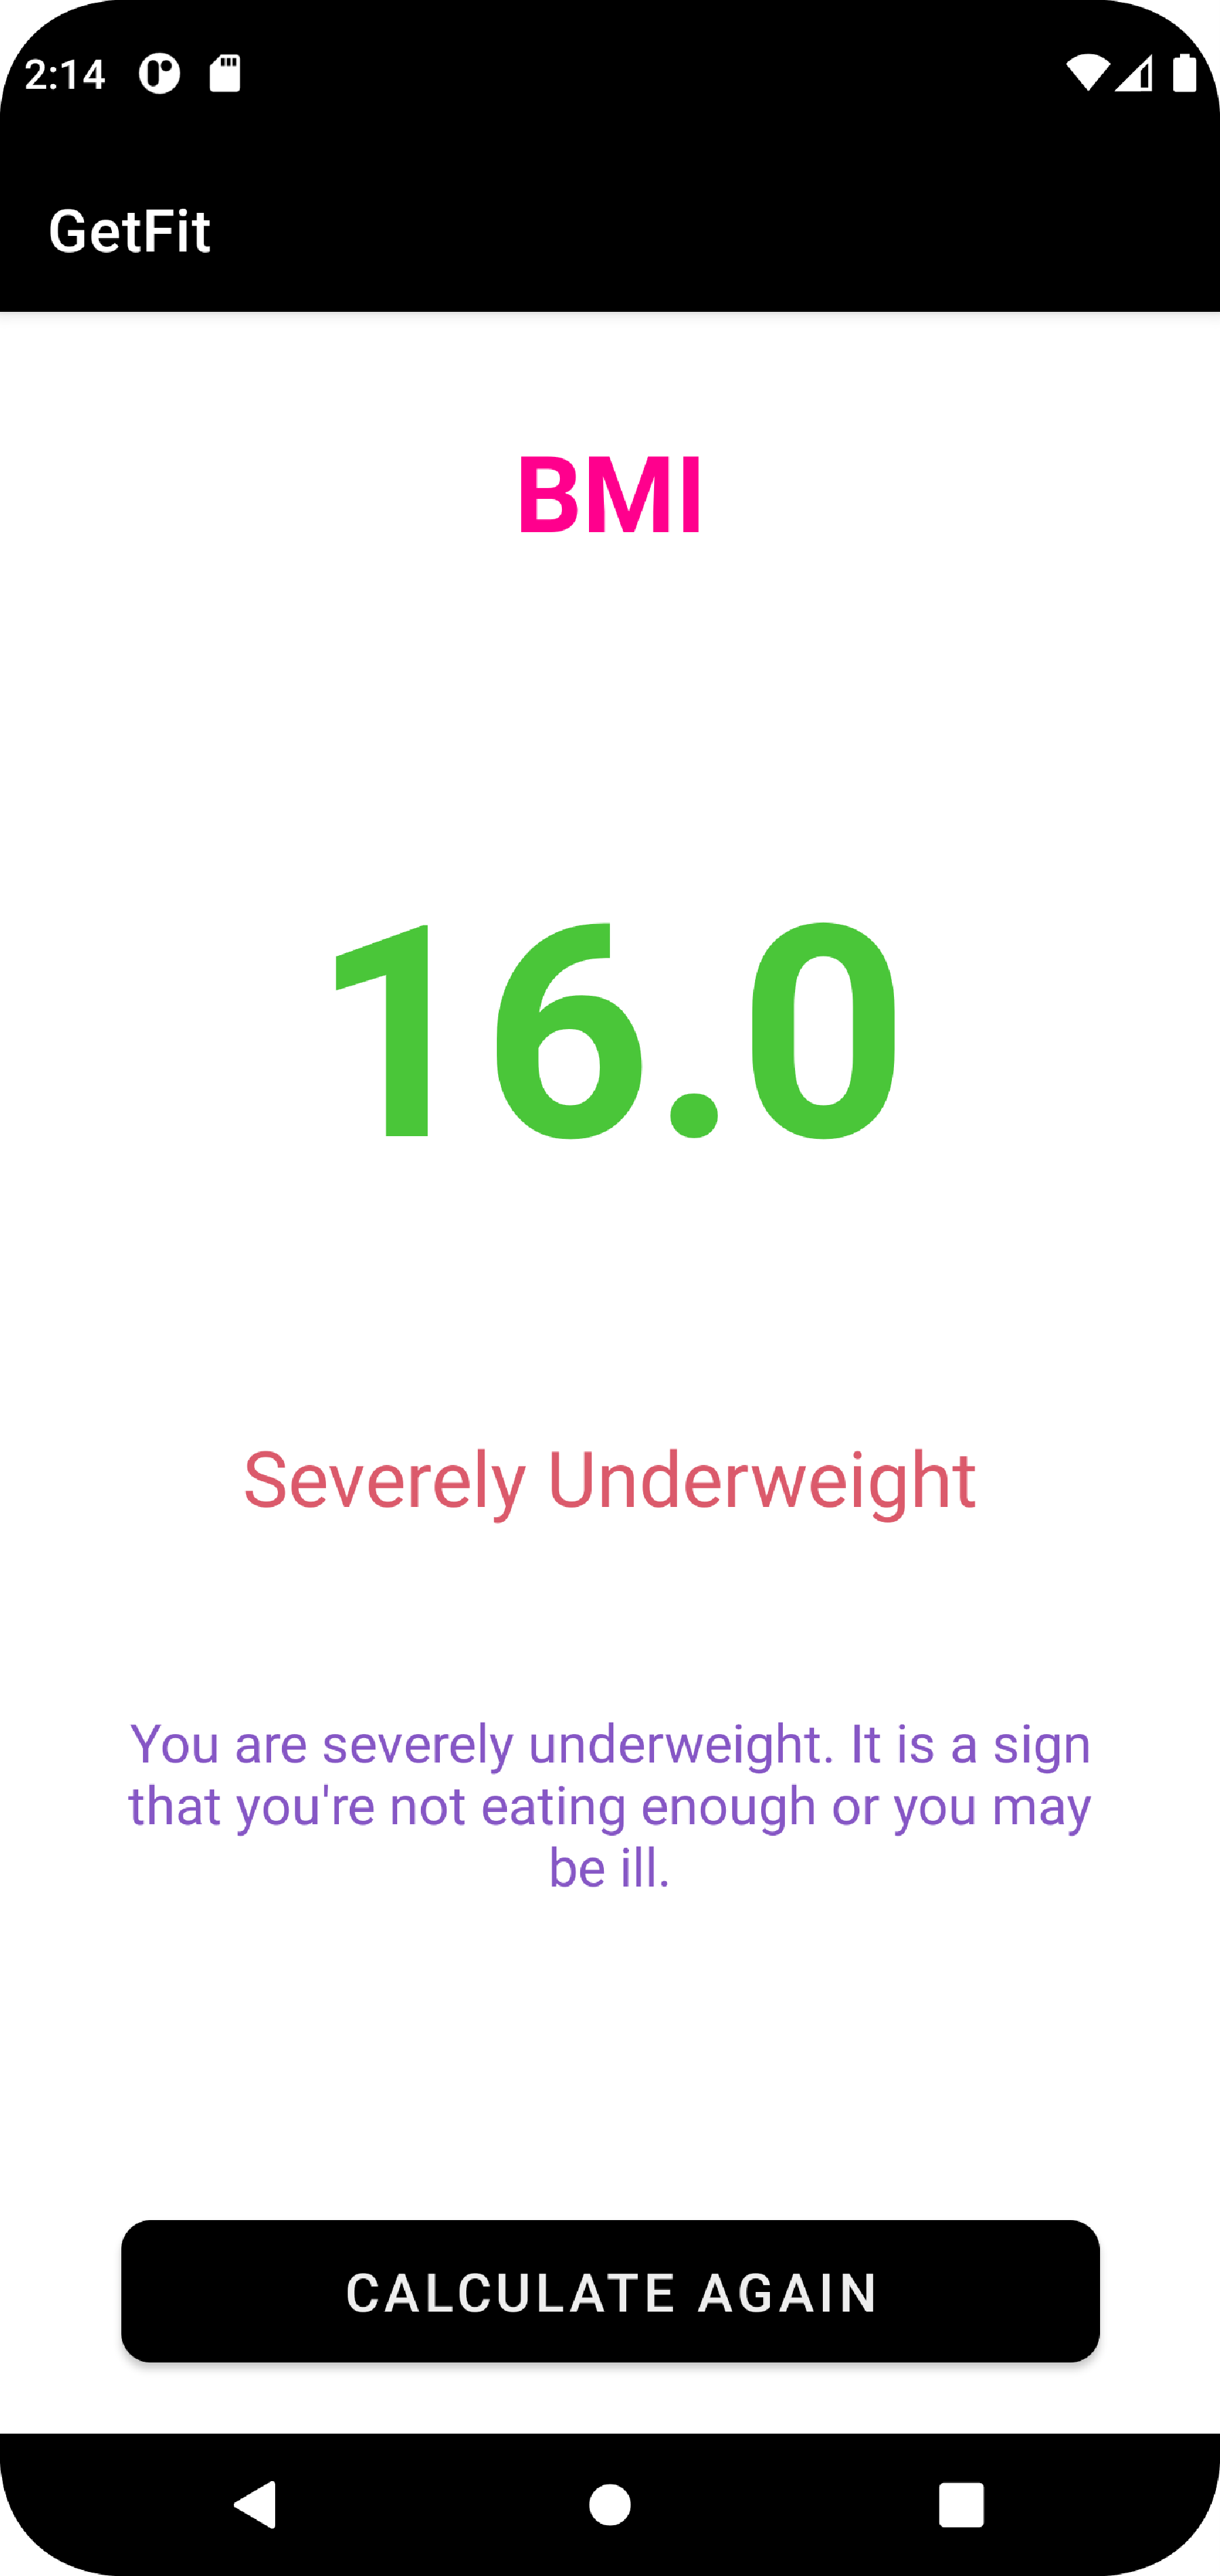 2:14
GetFit
BMI
16.0
Severely Underweight
You are severely underweight. It is a sign
that you're not eating enough or you may
be ill.
CALCULATE AGAIN